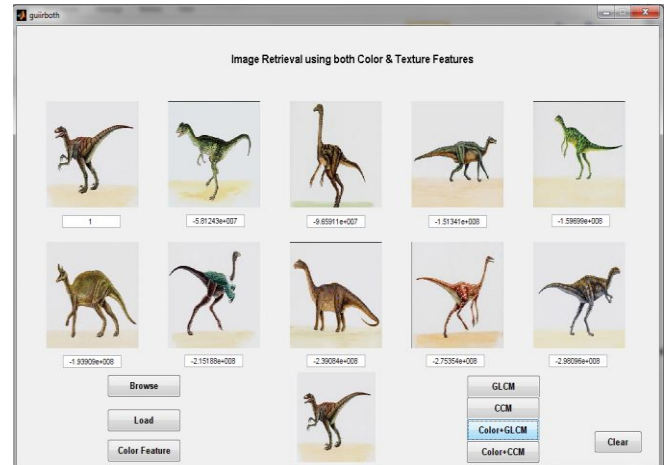 guiirboth
Image Retrieval using both Color & Texture Features
1
-5.81243e+007
-9.65911e+007
-1.51341e+008
-1.59699e+008
-1.93909e+008
-2.15188e+008
-2.39084e+008
-2.75354e+008
-2.98096e+008
Browse
Load
Color Feature
GLCM
CCM
Color+GLCM
Color+CCM
Clear